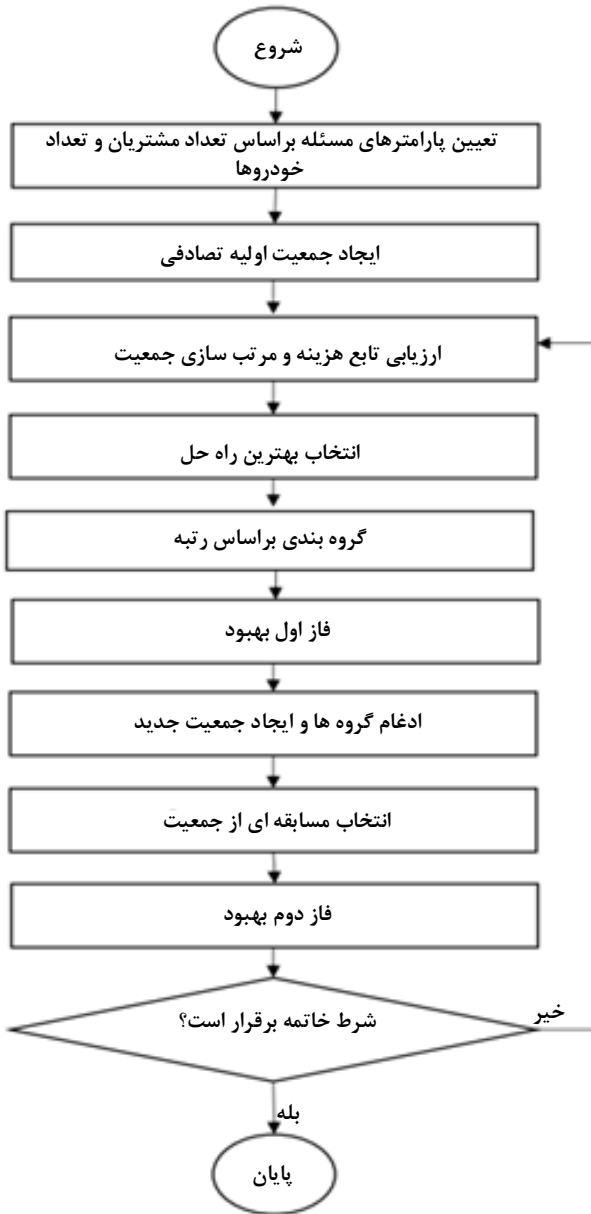 شروع
تعیین پارامترهای مسئله براساس تعداد مشتریان و تعداد
خودروها
ایجاد جمعیت اولیه تصادفی
ارزیابی تابع هزینه و مرتب سازی جمعیت
انتخاب بهترین راه حل
گروه بندی براساس رتبه
فاز اول بهبود
ادغام گروه ها و ایجاد جمعیت جدید
انتخاب مسابقه ای از جمعیت
فاز دوم بهبود
شرط خاتمه برقرار است؟
خیر
بله
پایان